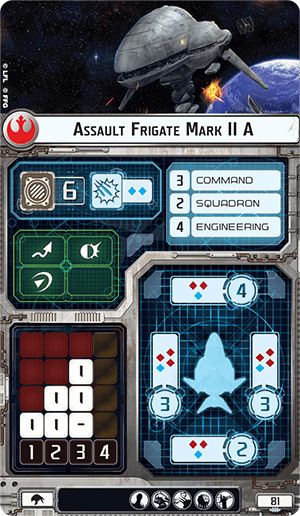 © LFL © FFG
ASSAULT FRIGATE MARK II A
6
3 COMMAND
2 SQUADRON
4 ENGINEERING
4
3 3
2
I
I I
I I -
1 2 3 4
81